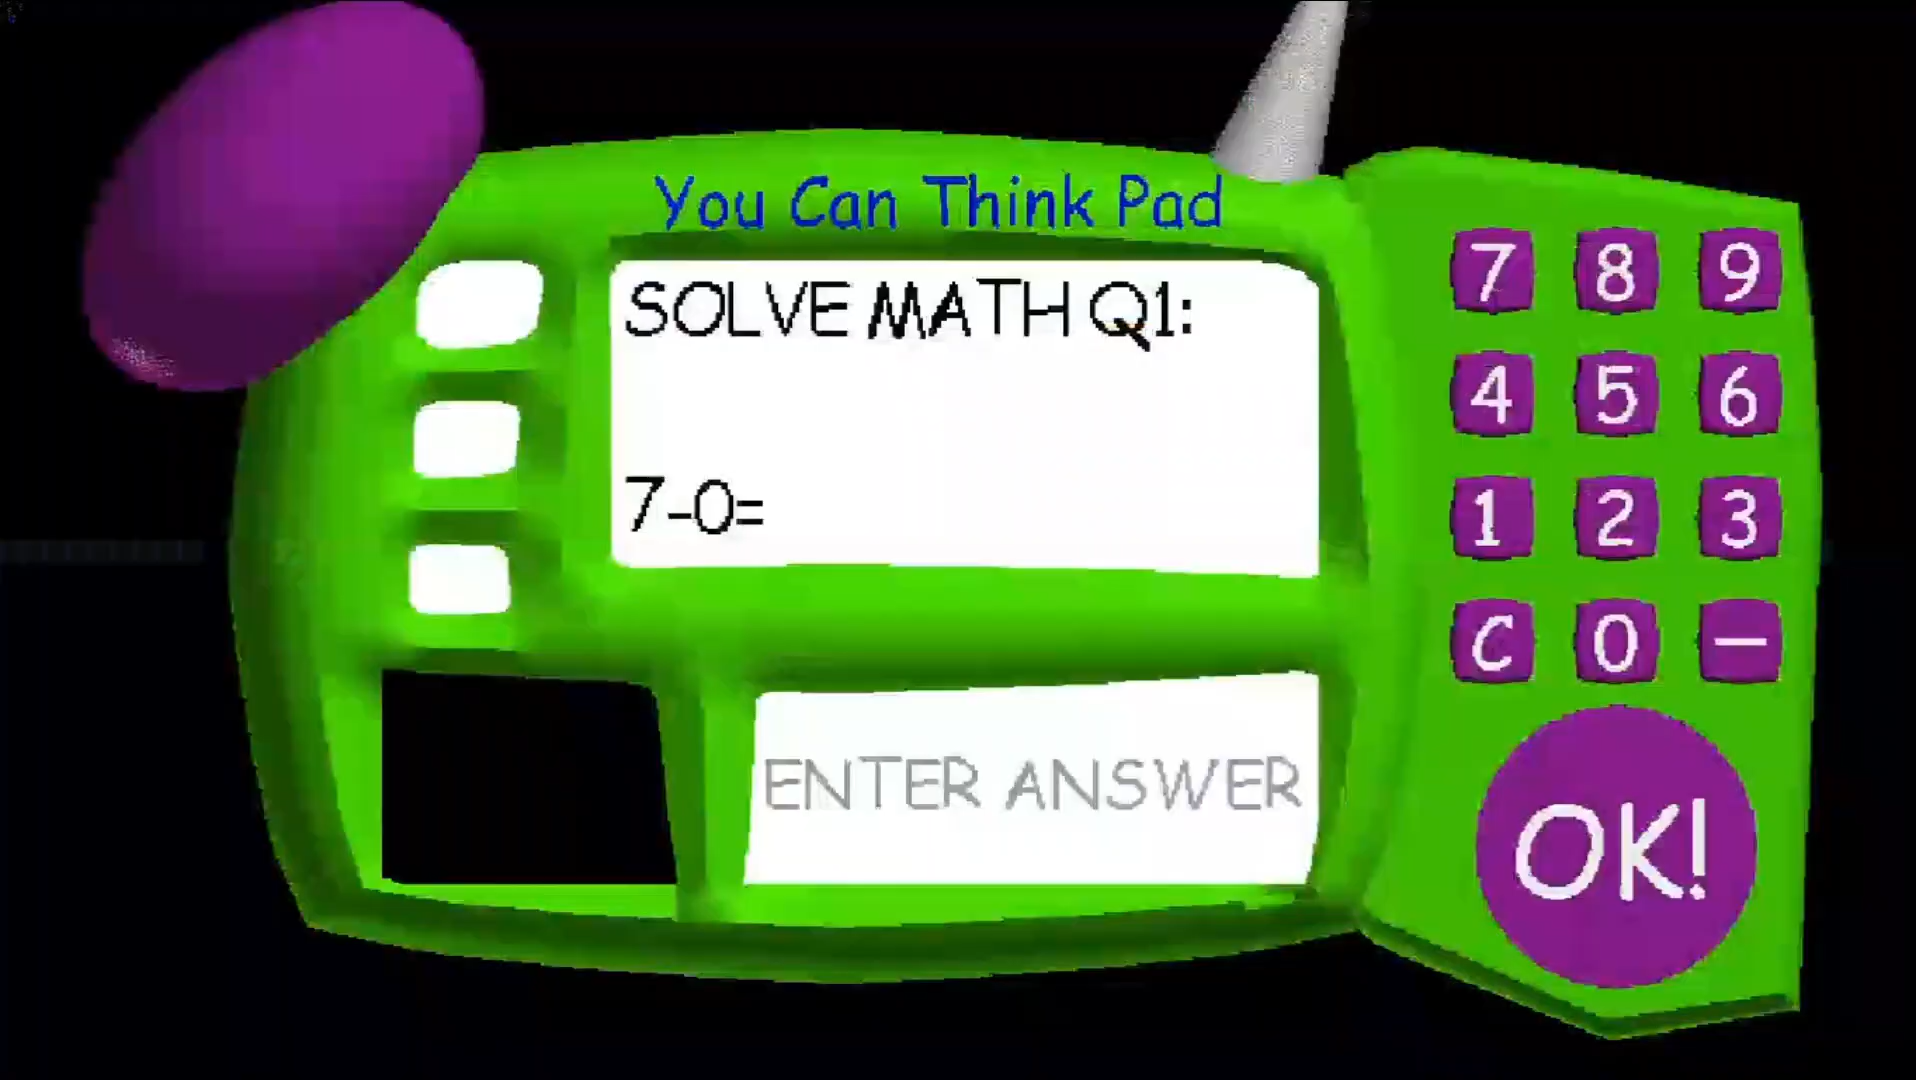 You Can Think Pad
SOLVE MATH Q1:
7-0=
ENTER ANSWER
7 8 9
4 5 6
1 2 3
C 0 −
OK!